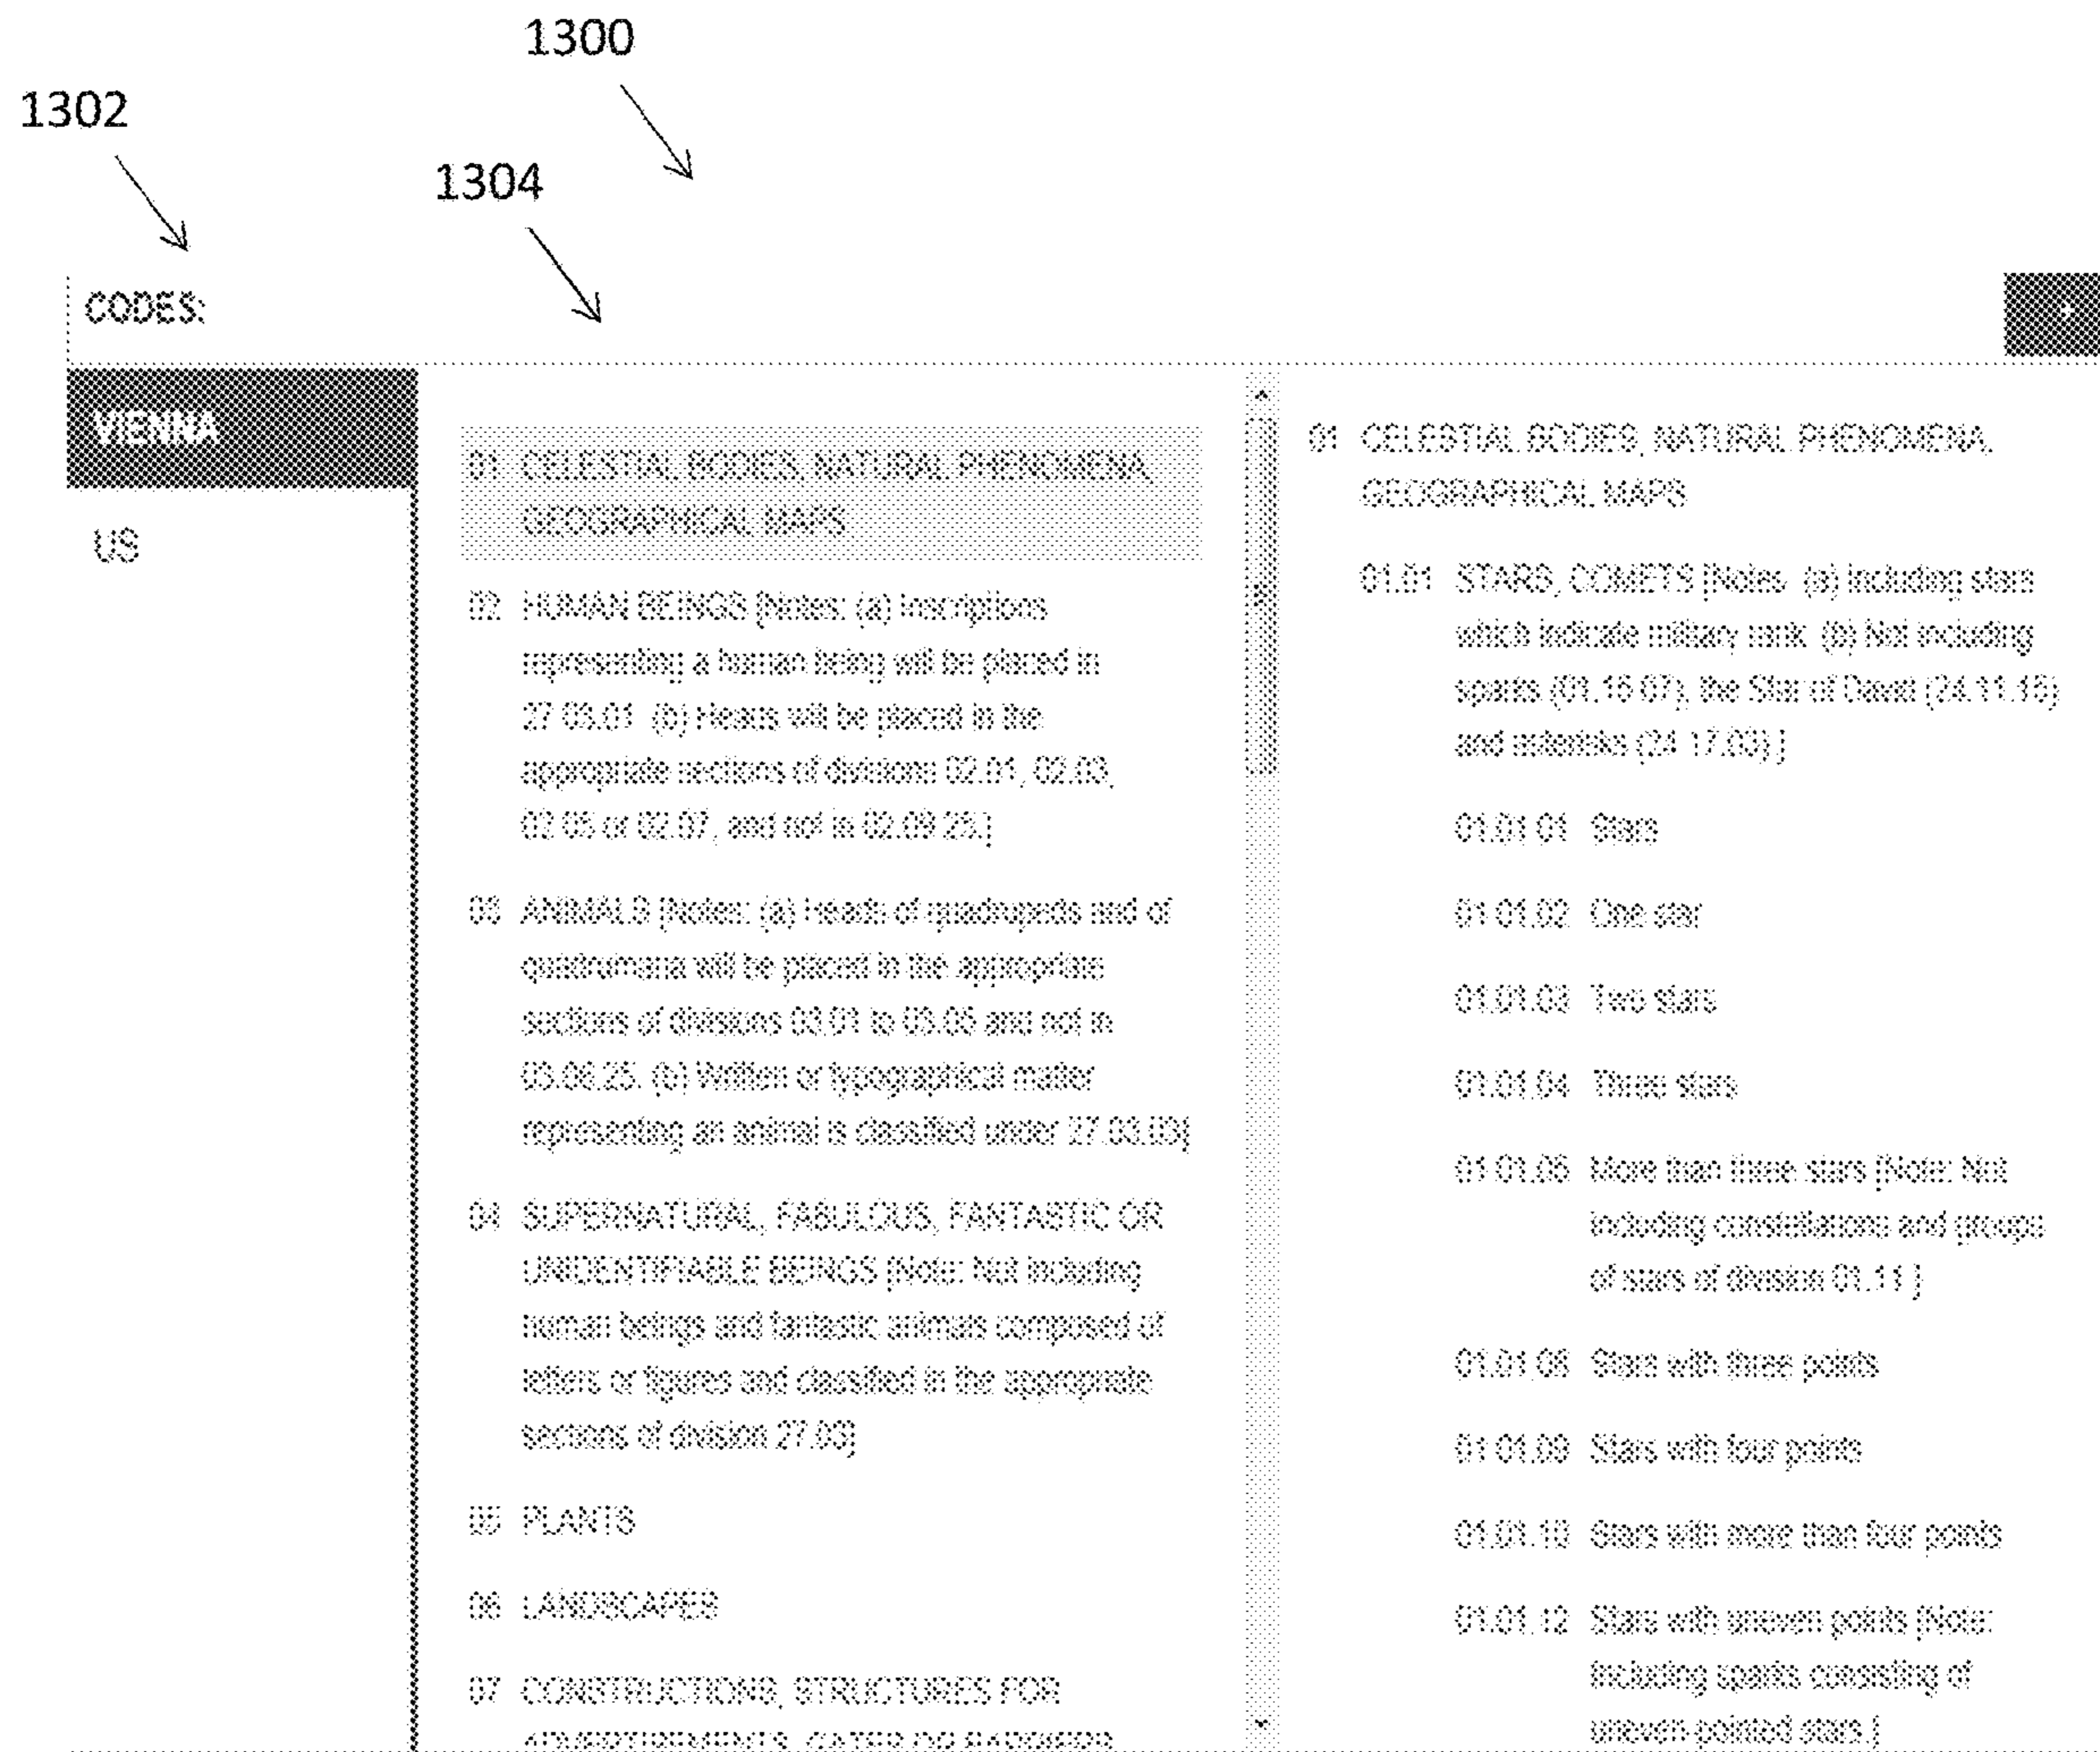 1300
1302
1304
CODES:
+
VIENNA
US
01 CELESTIAL BODIES, NATURAL PHENOMENA,
GEOGRAPHICAL MAPS
02 HUMAN BEINGS [Notes: (a) Inscriptions
representing a human being will be placed in
27.03.01. (b) Heads will be placed in the
appropriate sections of divisions 02.01, 02.03,
02.05 or 02.07, and not in 02.09.25.]
03 ANIMALS [Notes: (a) Heads of quadrupeds and of
quadrumana will be placed in the appropriate
sections of divisions 03.01 to 03.05 and not in
03.06.25. (b) Written or typographical matter
representing an animal is classified under 27.03.03]
04 SUPERNATURAL, FABULOUS, FANTASTIC OR
UNIDENTIFIABLE BEINGS [Note: Not including
human beings and fantastic animals composed of
letters or figures and classified in the appropriate
sections of division 27.03]
05 PLANTS
06 LANDSCAPES
07 CONSTRUCTIONS, STRUCTURES FOR
ADVERTISEMENTS, GATES OR BARRIERS
01 CELESTIAL BODIES, NATURAL PHENOMENA,
GEOGRAPHICAL MAPS
01.01 STARS, COMETS [Notes: (a) Including stars
which indicate military rank. (b) Not including
sparks (01.15.07), the Star of David (24.11.15)
and asterisks (24.17.03).]
01.01.01 Stars
01.01.02 One star
01.01.03 Two stars
01.01.04 Three stars
01.01.05 More than three stars [Note: Not
including constellations and groups
of stars of division 01.11.]
01.01.08 Stars with three points
01.01.09 Stars with four points
01.01.10 Stars with more than four points
01.01.12 Stars with uneven points [Note:
Including sparks consisting of
uneven-pointed stars.]